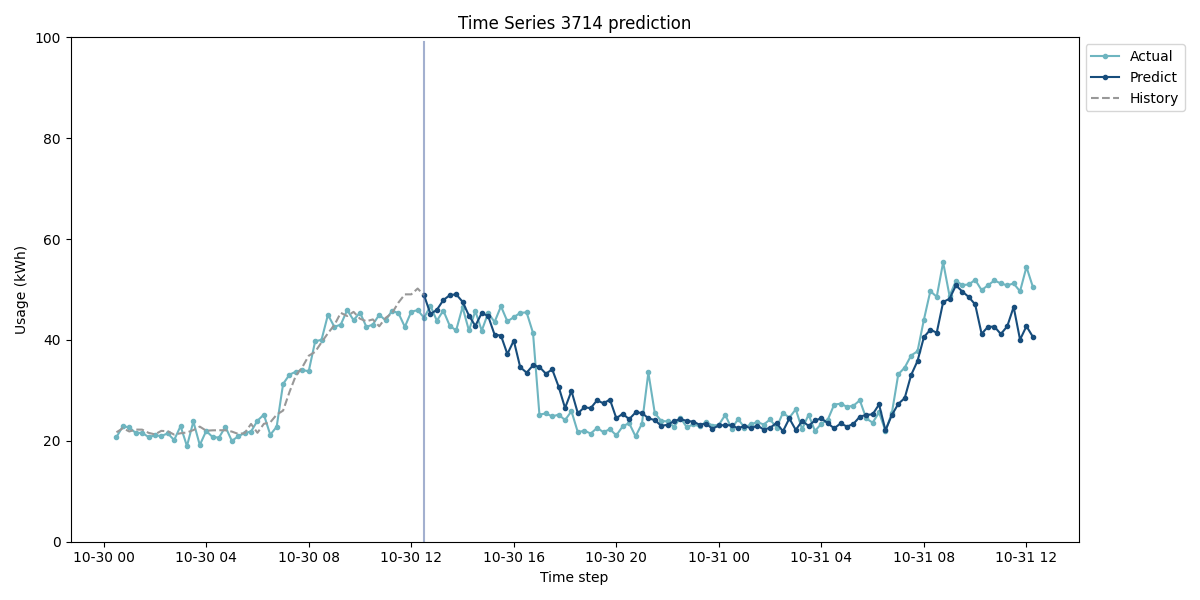 Time Series 3714 prediction
100
80
60
40
20
0
Usage (kWh)
10-30 00
10-30 04
10-30 08
10-30 12
10-30 16
10-30 20
10-31 00
10-31 04
10-31 08
10-31 12
Time step
Actual
Predict
History